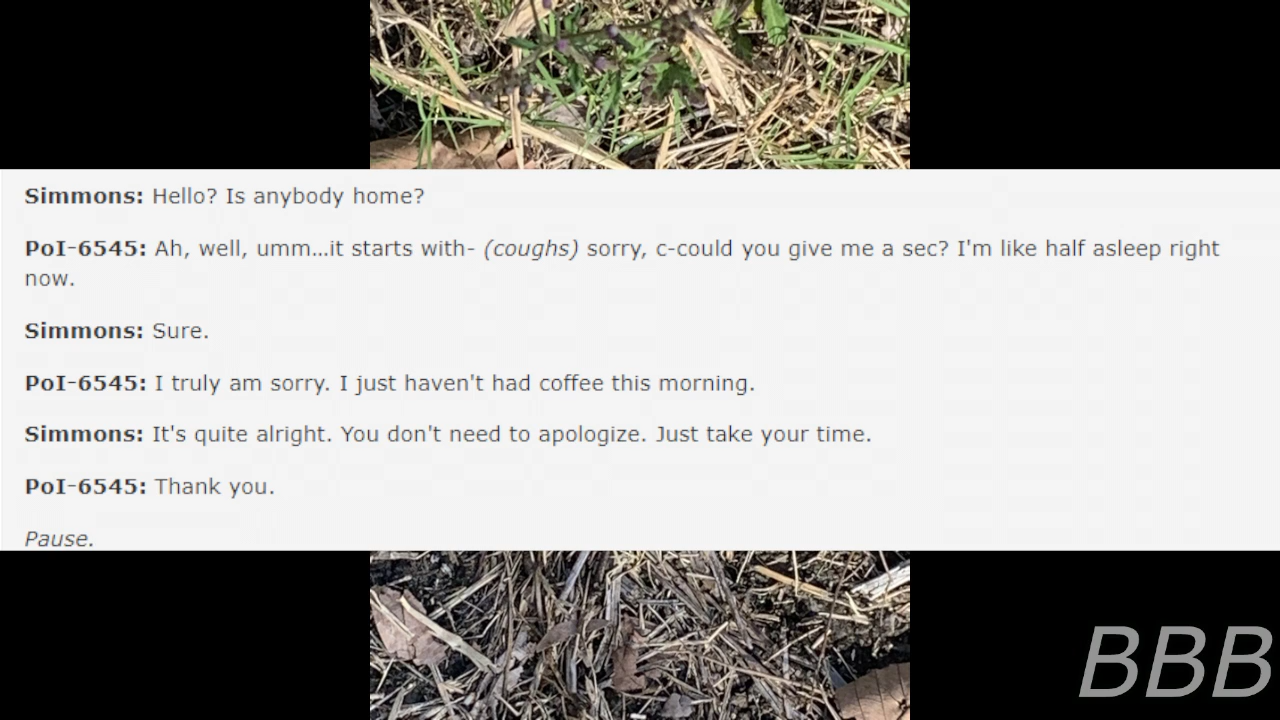 Simmons: Hello? Is anybody home?
PoI-6545: Ah, well, umm...it starts with- (coughs) sorry, c-could you give me a sec? I'm like half asleep right
now.
Simmons: Sure.
PoI-6545: I truly am sorry. I just haven't had coffee this morning.
Simmons: It's quite alright. You don't need to apologize. Just take your time.
PoI-6545: Thank you.
Pause.
BBB